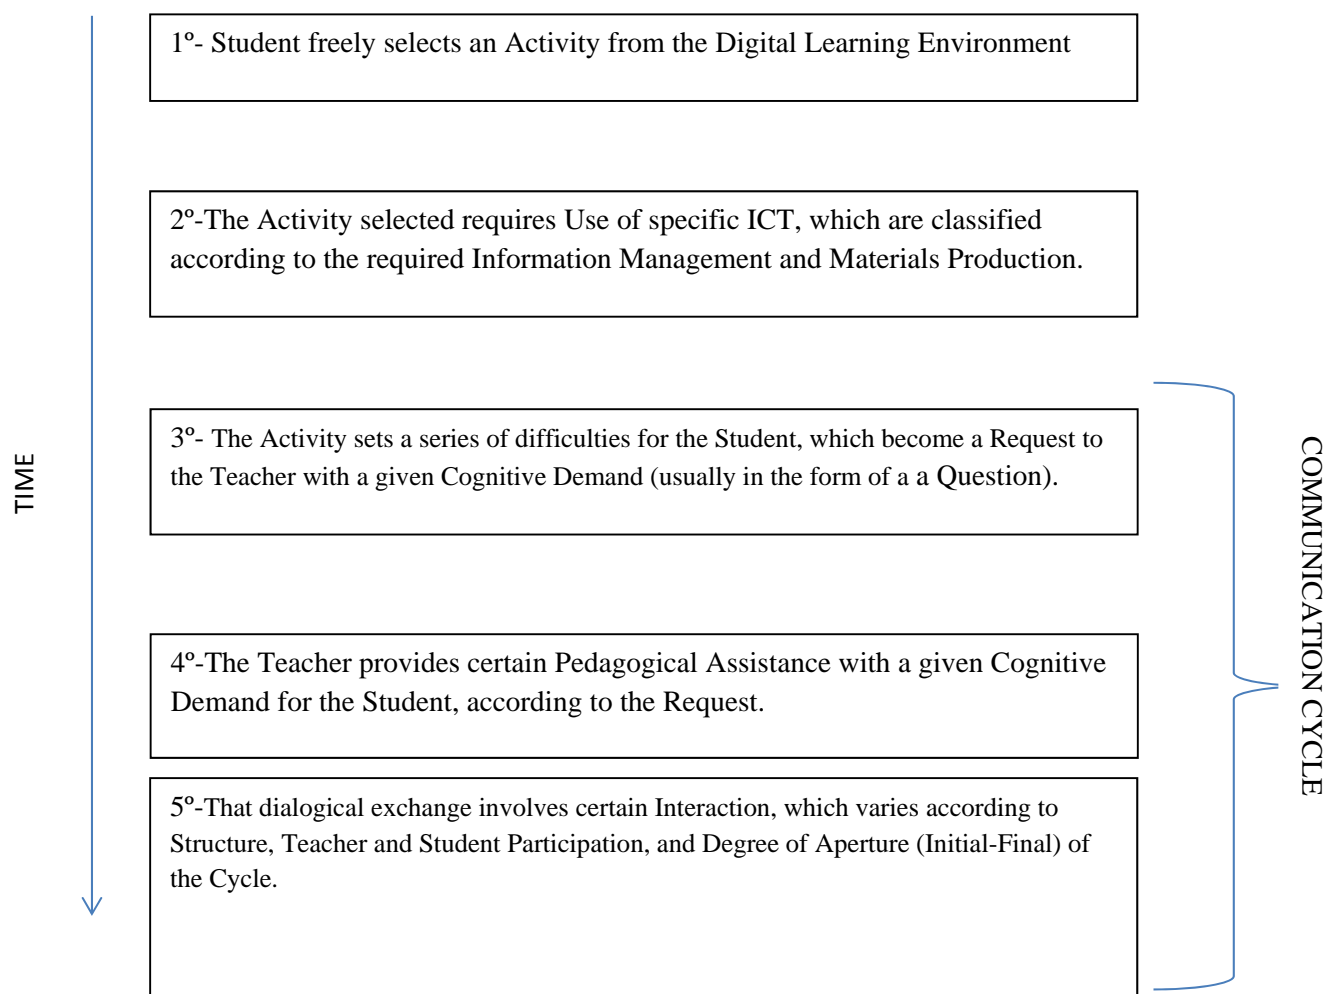 1º- Student freely selects an Activity from the Digital Learning Environment
2º-The Activity selected requires Use of specific ICT, which are classified
according to the required Information Management and Materials Production.
3º- The Activity sets a series of difficulties for the Student, which become a Request to
the Teacher with a given Cognitive Demand (usually in the form of a a Question).
TIME
COMMUNICATION CYCLE
4º-The Teacher provides certain Pedagogical Assistance with a given Cognitive
Demand for the Student, according to the Request.
5º-That dialogical exchange involves certain Interaction, which varies according to
Structure, Teacher and Student Participation, and Degree of Aperture (Initial-Final) of
the Cycle.